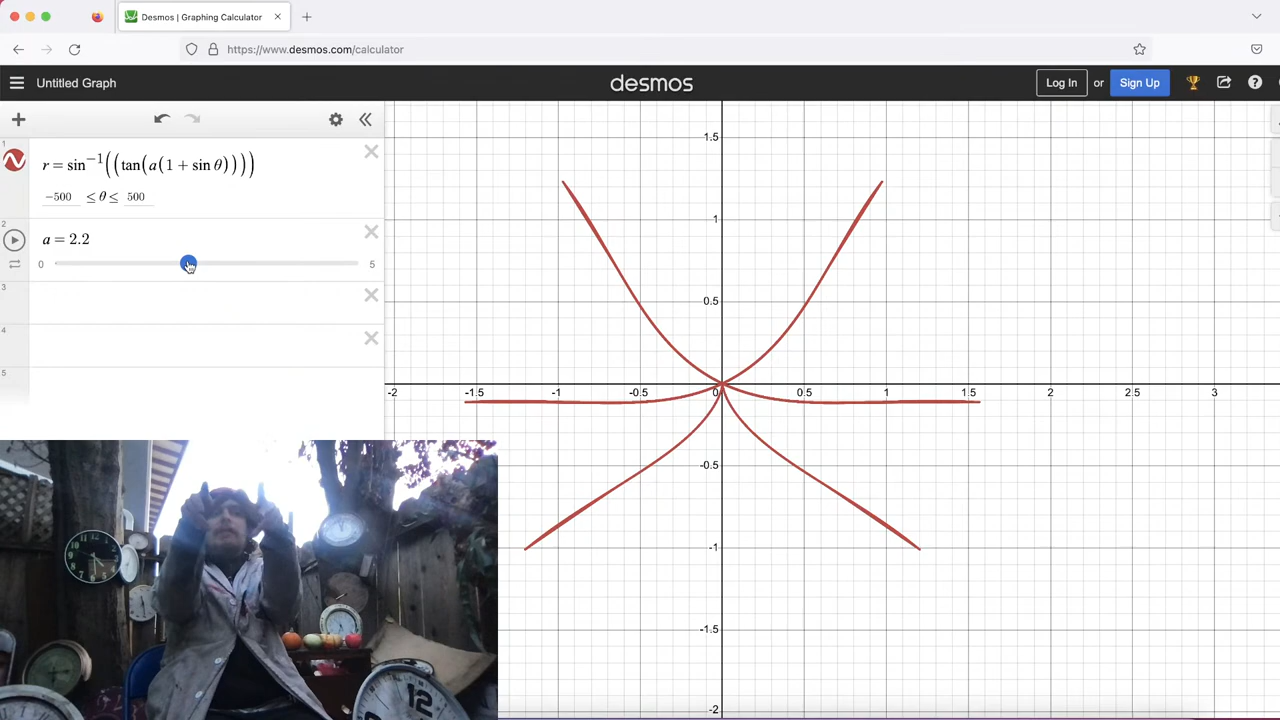 Desmos | Graphing Calculator
https://www.desmos.com/calculator
Untitled Graph
desmos
Log In or Sign Up
1
r = sin⁻¹((tan(a(1 + sin θ))))
−500 ≤ θ ≤ 500
2
a = 2.2
0 5
3
4
5
1.5
1
0.5
-2 -1.5 -1 -0.5 0 0.5 1 1.5 2 2.5 3
-0.5
-1
-1.5
-2
12